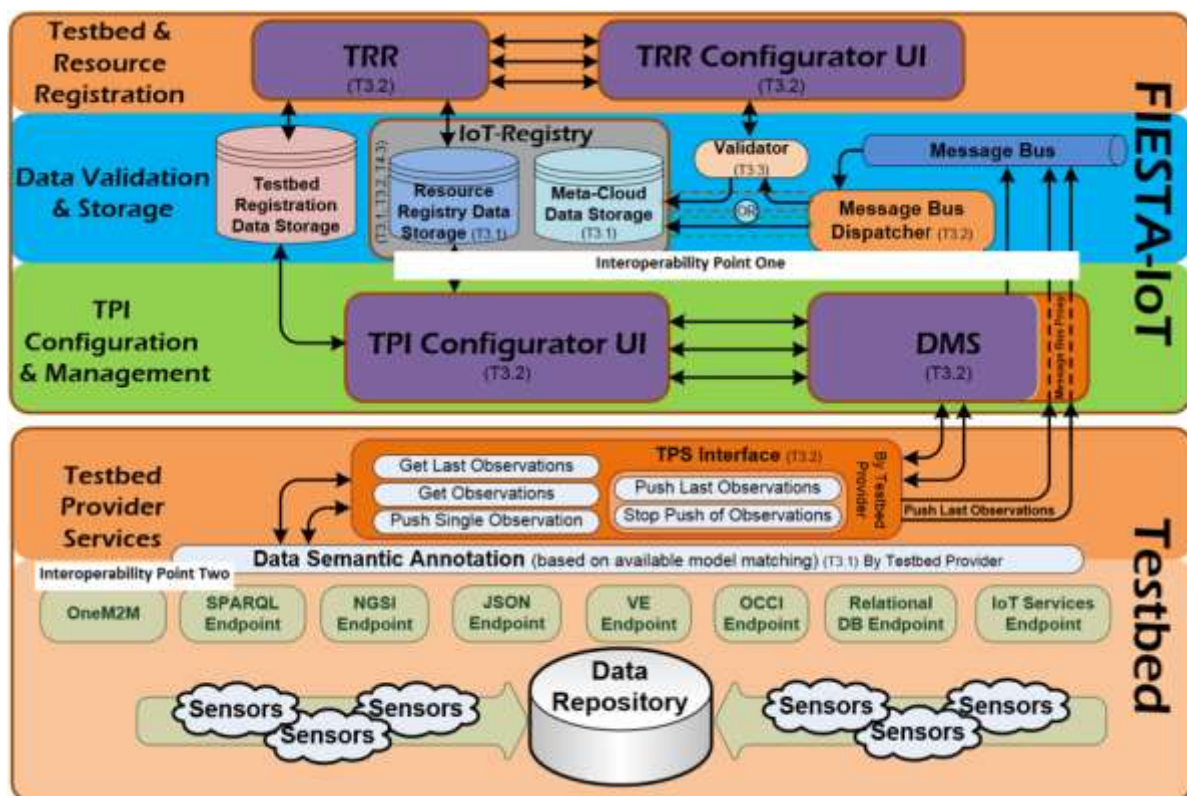 Testbed &
Resource
Registration
TRR
(T3.2)
TRR Configurator UI
(T3.2)
FIESTA-IoT
Data Validation
& Storage
Testbed
Registration
Data Storage
IoT-Registry
(T3.1, T3.2, T4.3)
Resource
Registry Data
Storage (T3.1)
Meta-Cloud
Data Storage
(T3.1)
Validator
(T3.3)
OR
Message Bus
Message Bus
Dispatcher (T3.2)
Interoperability Point One
TPI
Configuration
& Management
TPI Configurator UI
(T3.2)
DMS
(T3.2)
Message Bus Proxy
Testbed
Provider
Services
TPS Interface (T3.2)
Get Last Observations
Get Observations
Push Single Observation
Push Last Observations
Stop Push of Observations
By Testbed
Provider
Push Last Observations
Data Semantic Annotation (based on available model matching) (T3.1) By Testbed Provider
Interoperability Point Two
Testbed
OneM2M
SPARQL
Endpoint
NGSI
Endpoint
JSON
Endpoint
VE
Endpoint
OCCI
Endpoint
Relational
DB Endpoint
IoT Services
Endpoint
Sensors
Sensors
Sensors
Data
Repository
Sensors
Sensors
Sensors